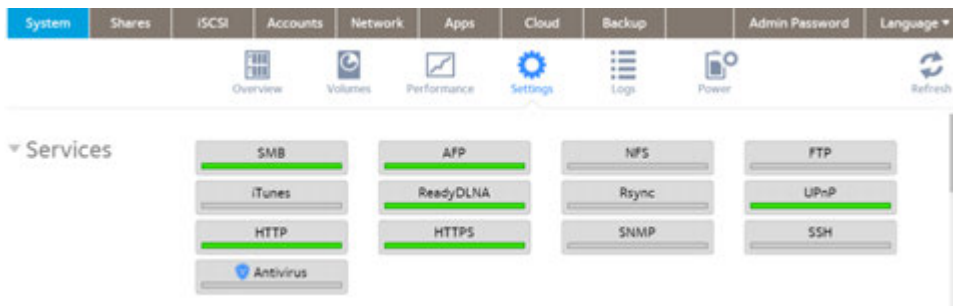 System Shares iSCSI Accounts Network Apps Cloud Backup Admin Password Language
Overview Volumes Performance Settings Logs Power Refresh
Services
SMB AFP NFS FTP
iTunes ReadyDLNA Rsync UPnP
HTTP HTTPS SNMP SSH
Antivirus